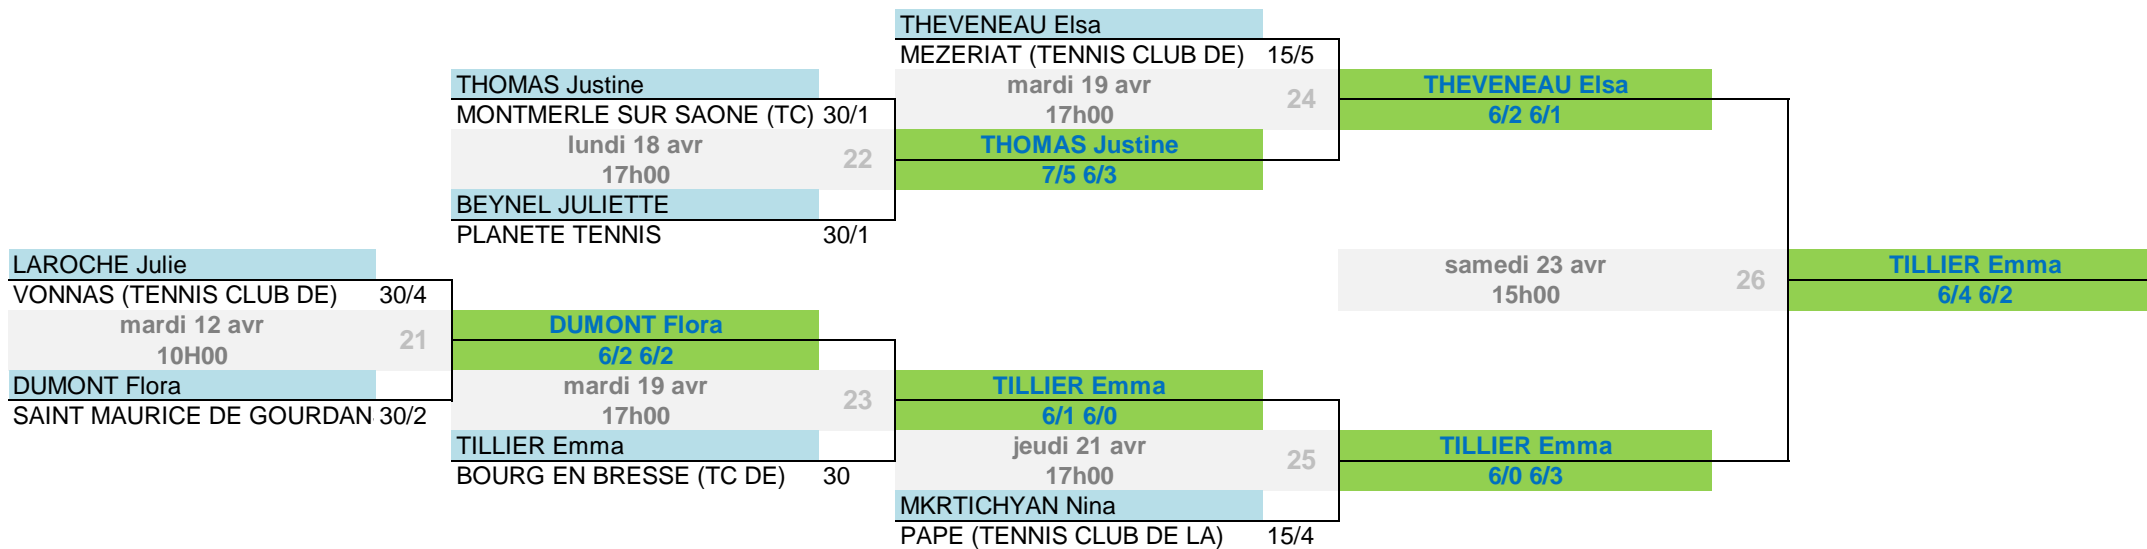 THEVENEAU Elsa
MEZERIAT (TENNIS CLUB DE) 15/5
THOMAS Justine mardi 19 avr 24 THEVENEAU Elsa
MONTMERLE SUR SAONE (TC) 30/1 17h00 6/2 6/1
lundi 18 avr 22 THOMAS Justine
17h00 7/5 6/3
BEYNEL JULIETTE
PLANETE TENNIS 30/1
LAROCHE Julie samedi 23 avr 26 TILLIER Emma
VONNAS (TENNIS CLUB DE) 30/4 15h00 6/4 6/2
mardi 12 avr 21 DUMONT Flora
10H00 6/2 6/2
DUMONT Flora mardi 19 avr 23 TILLIER Emma
SAINT MAURICE DE GOURDAN 30/2 17h00 6/1 6/0
TILLIER Emma jeudi 21 avr 25 TILLIER Emma
BOURG EN BRESSE (TC DE) 30 17h00 6/0 6/3
MKRTICHYAN Nina
PAPE (TENNIS CLUB DE LA) 15/4